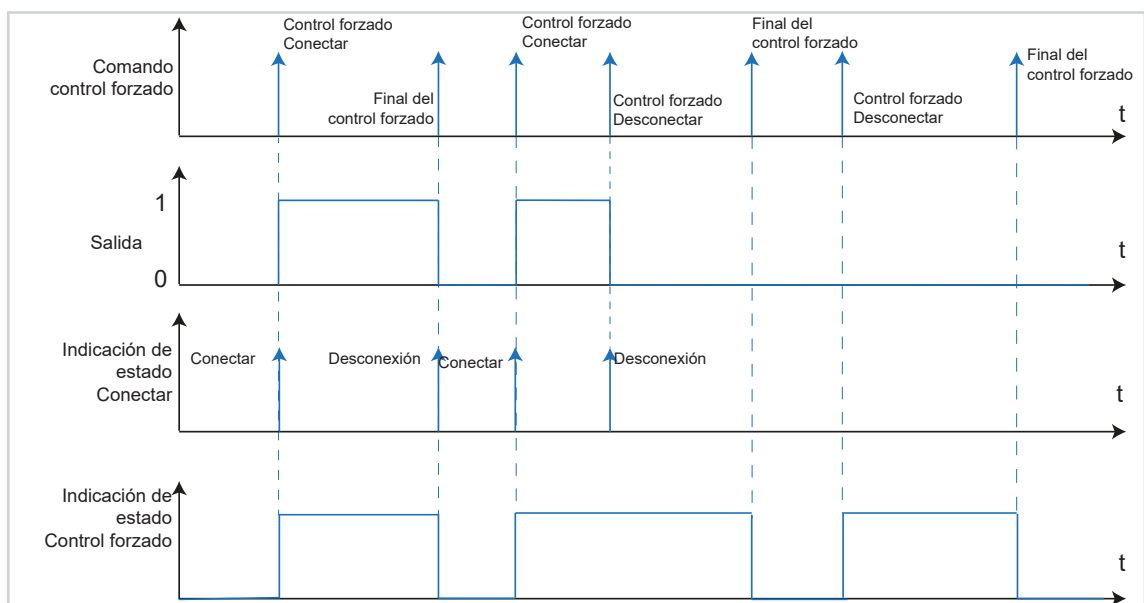 Comando
control forzado
Control forzado
Conectar
Final del
control forzado
Control forzado
Conectar
Control forzado
Desconectar
Final del
control forzado
Control forzado
Desconectar
Final del
control forzado
t
Salida
1
0
t
Indicación de
estado
Conectar
Conectar
Desconexión
Conectar
Desconexión
t
Indicación de
estado
Control forzado
t